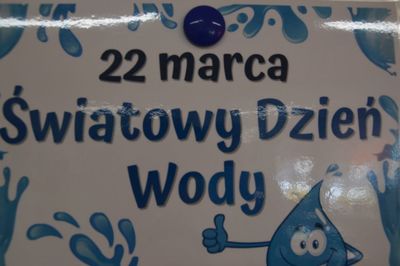 22 marca
Światowy Dzień
Wody